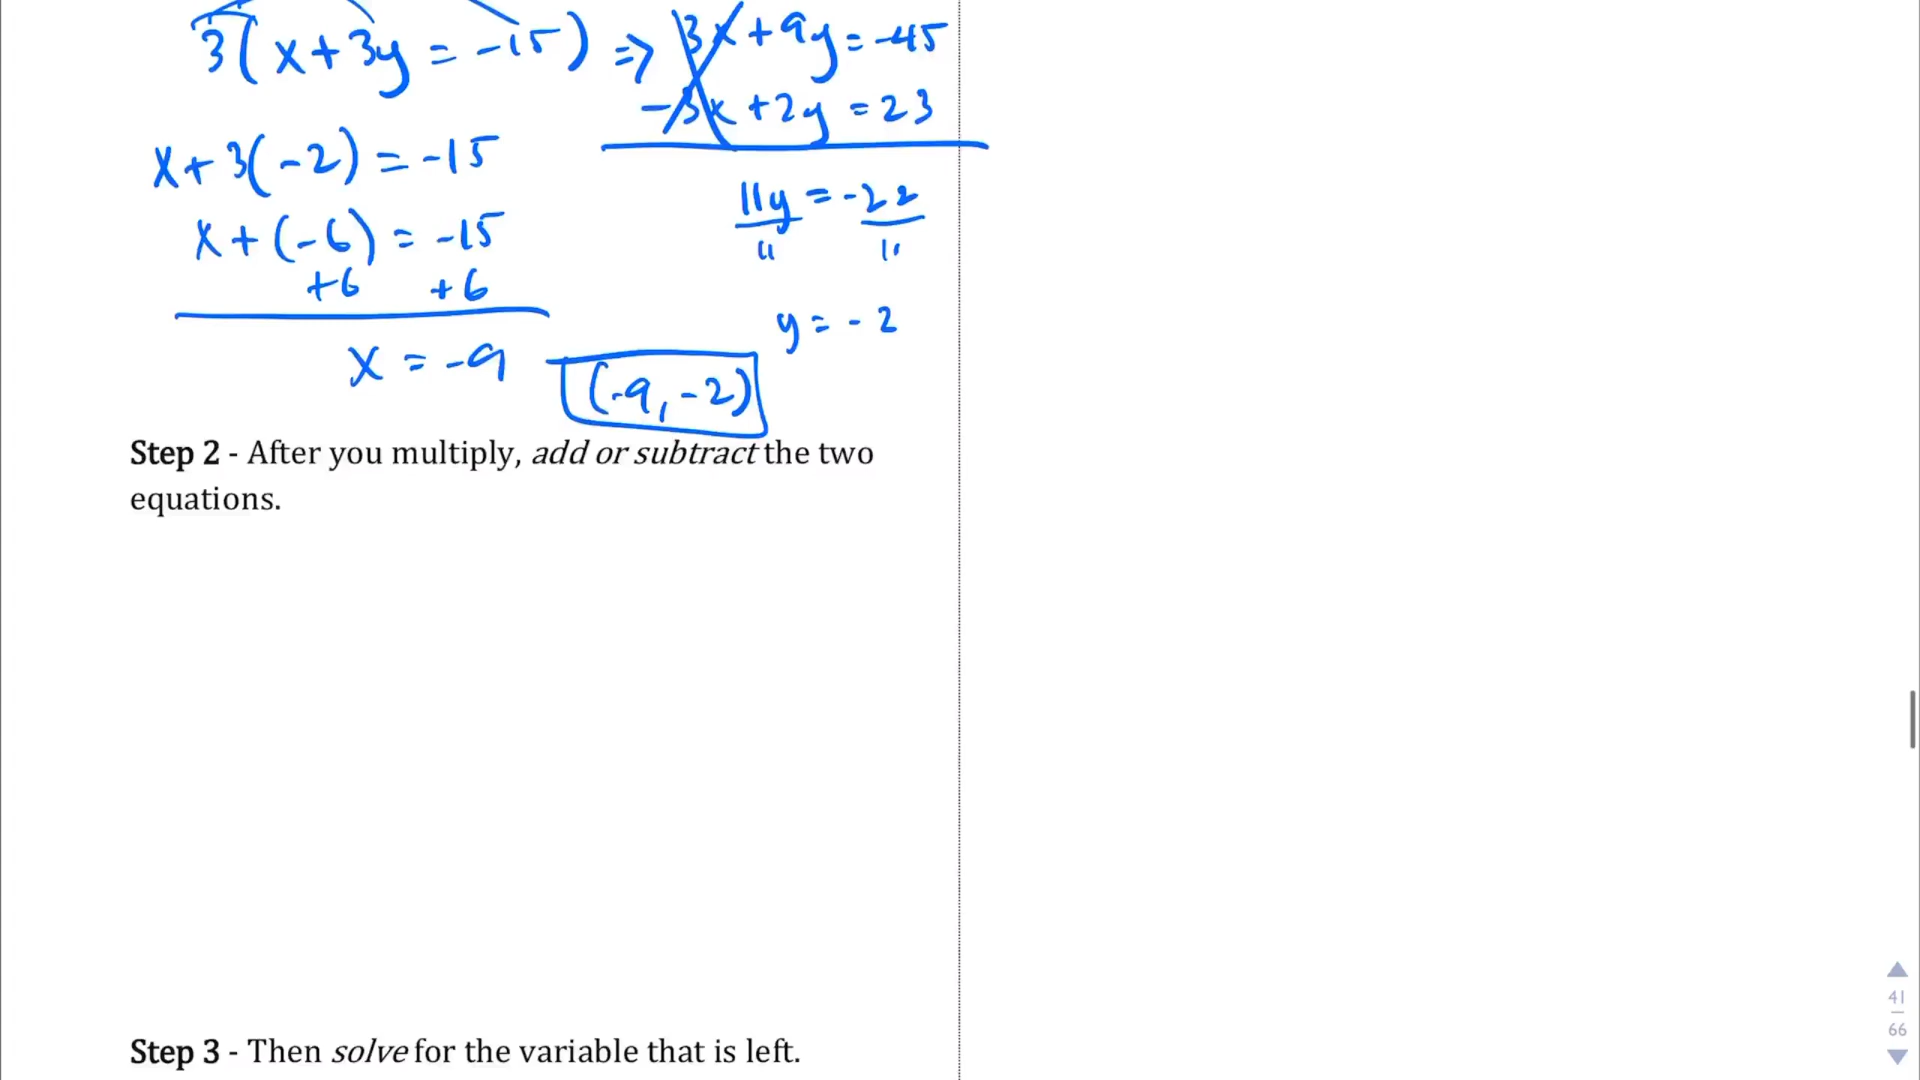 3(x+3y=-15) => 3x+9y=-45
-3x+2y=23
x+3(-2)=-15
x+(-6)=-15
+6 +6
x=-9
11y=-22
11 11
y=-2
(-9,-2)
Step 2 - After you multiply, add or subtract the two
equations.
Step 3 - Then solve for the variable that is left.
41
66